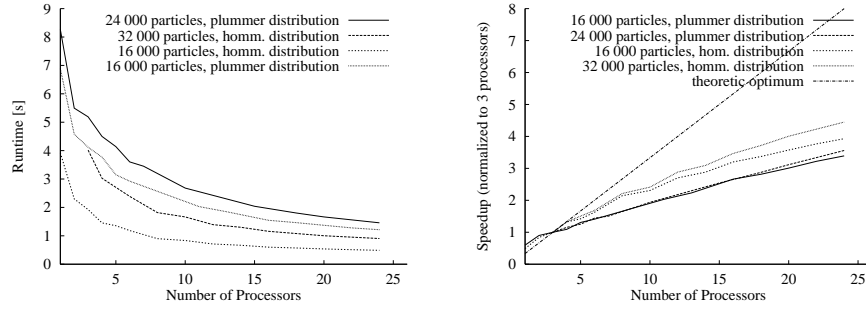 24 000 particles, plummer distribution
32 000 particles, homm. distribution
16 000 particles, homm. distribution
16 000 particles, plummer distribution
9
8
7
6
5
4
3
2
1
0
Runtime [s]
5
10
15
20
25
Number of Processors
16 000 particles, plummer distribution
24 000 particles, plummer distribution
16 000 particles, hom. distribution
32 000 particles, homm. distribution
theoretic optimum
8
7
6
5
4
3
2
1
0
Speedup (normalized to 3 processors)
5
10
15
20
25
Number of Processors